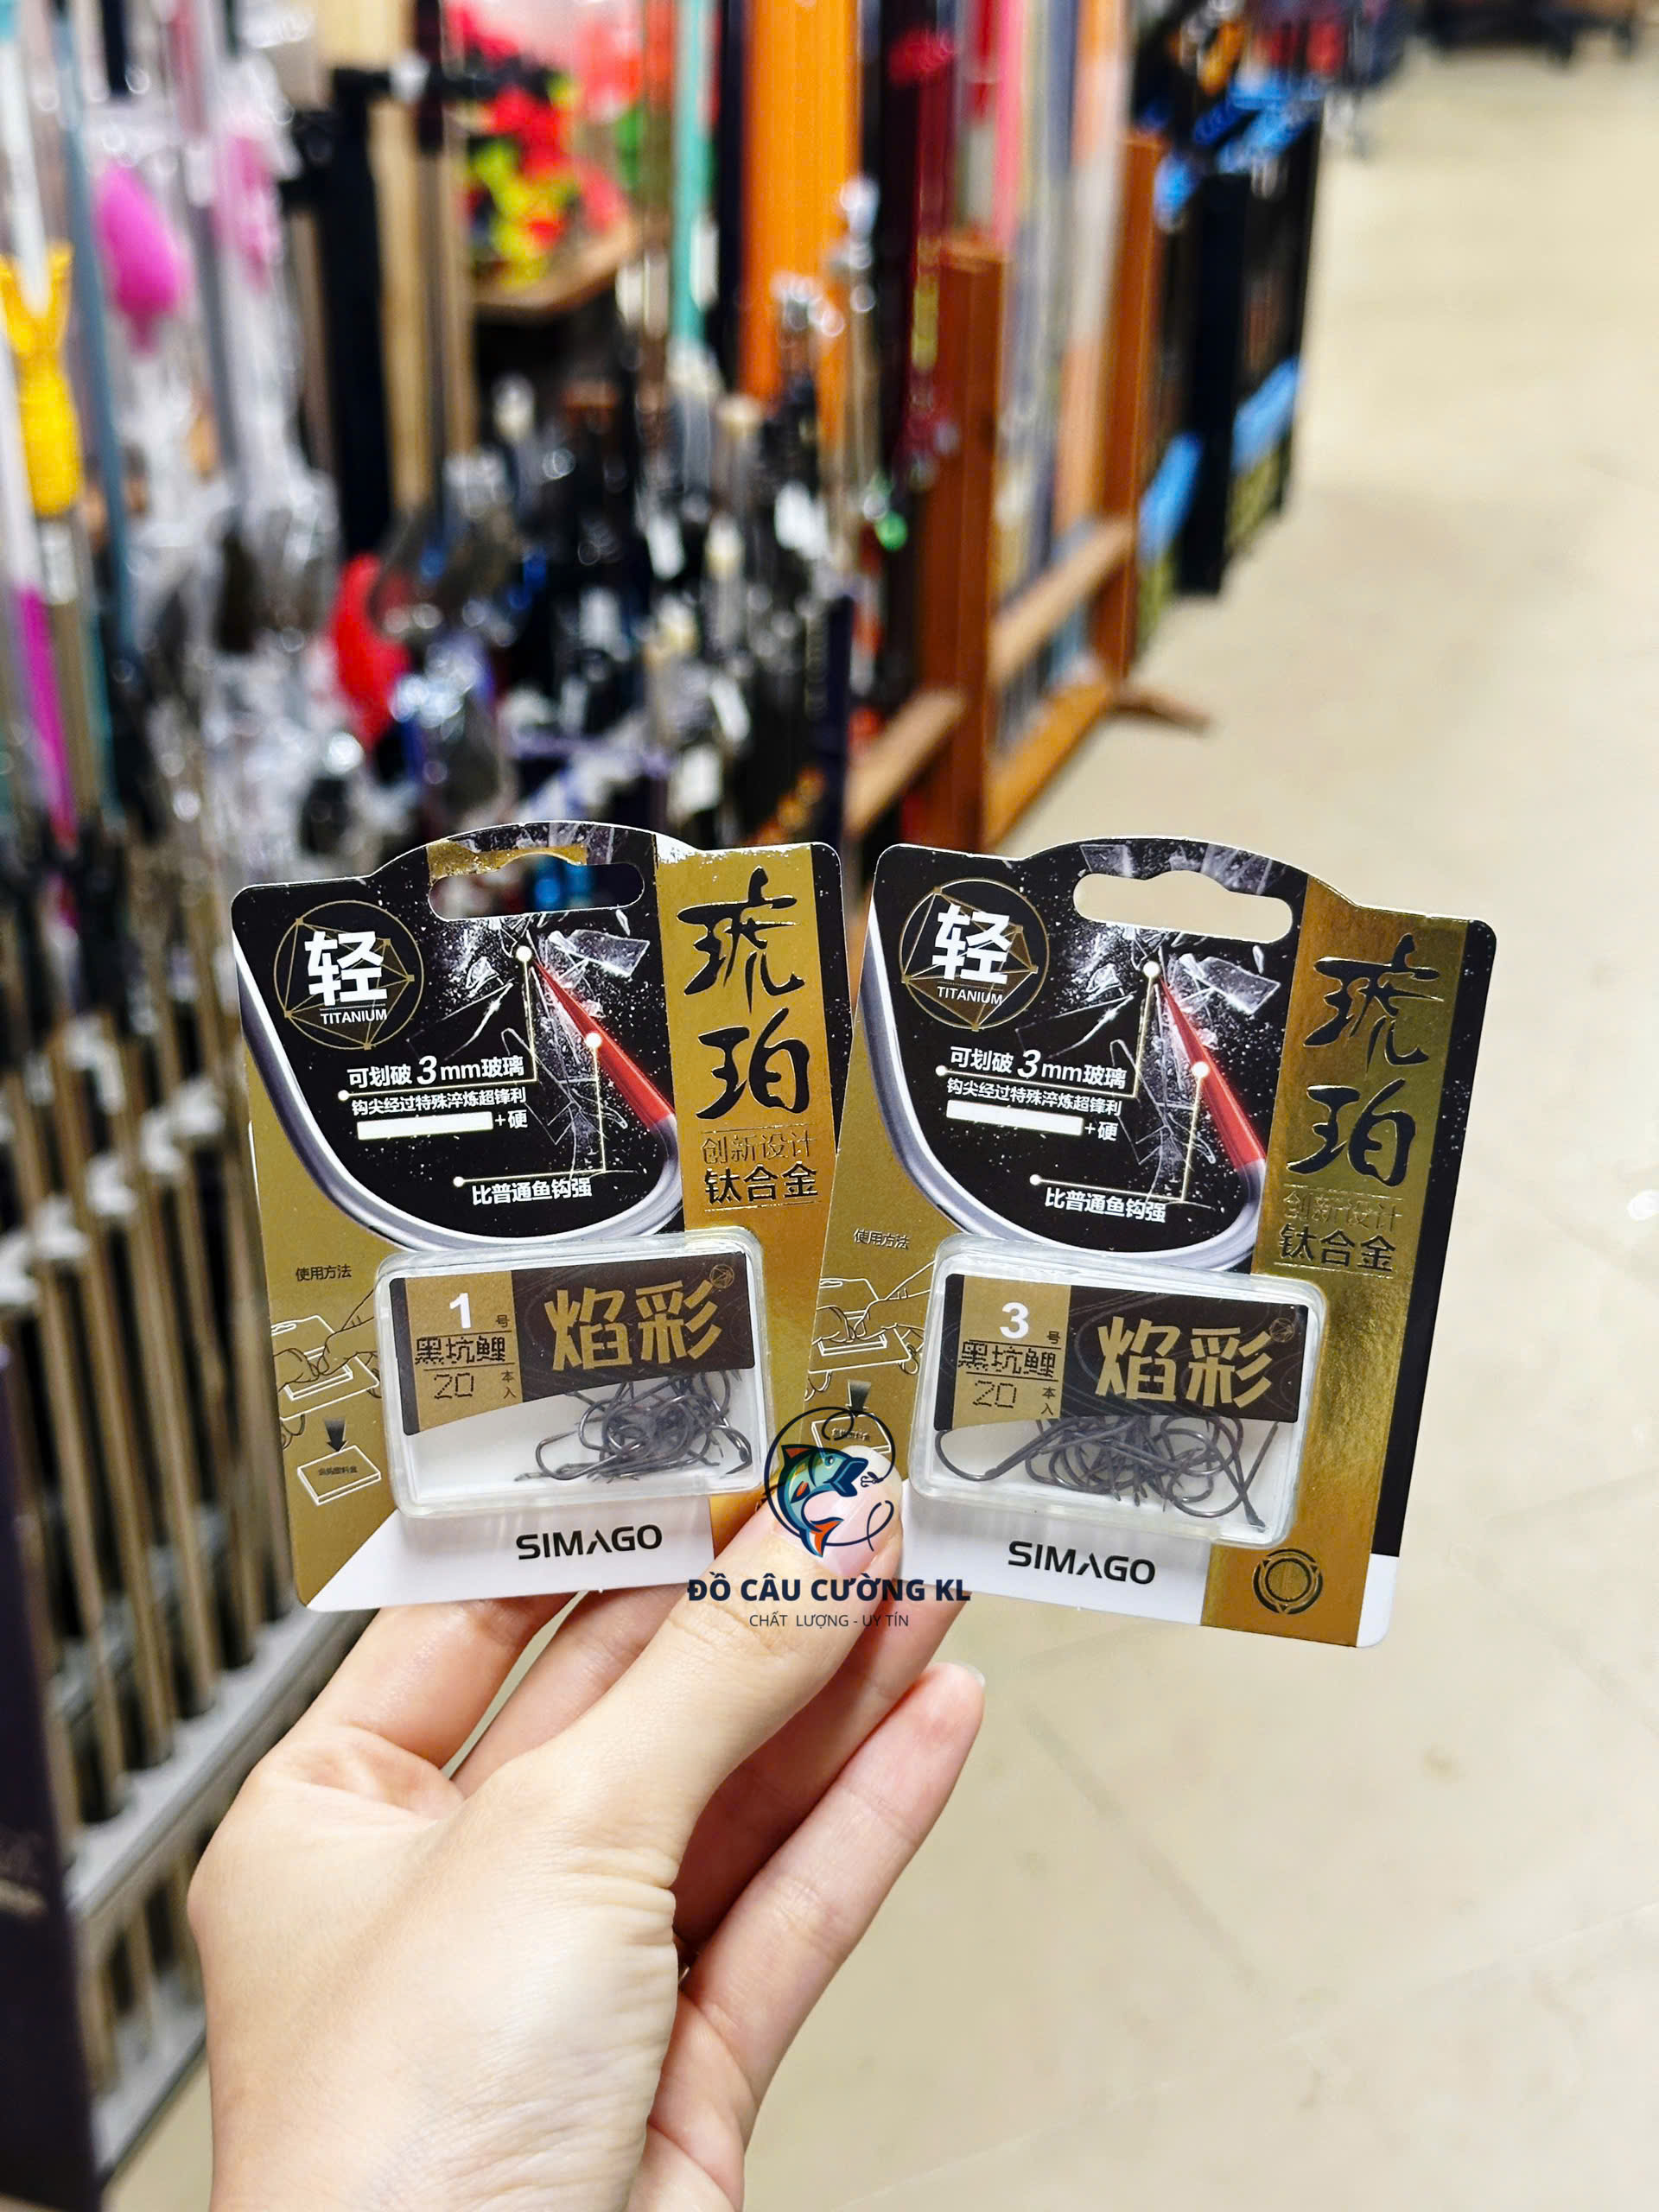 轻
TITANIUM
可划破3mm玻璃
钩尖经过特殊淬炼超锋利
+硬
比普通鱼钩强
琥珀
创新设计
钛合金
使用方法
1号
黑坑鲤
20本入
焰彩
SIMAGO
轻
TITANIUM
可划破3mm玻璃
钩尖经过特殊淬炼超锋利
+硬
比普通鱼钩强
琥珀
创新设计
钛合金
使用方法
3号
黑坑鲤
20本入
焰彩
SIMAGO
ĐỒ CÂU CƯỜNG KL
CHẤT LƯỢNG - UY TÍN